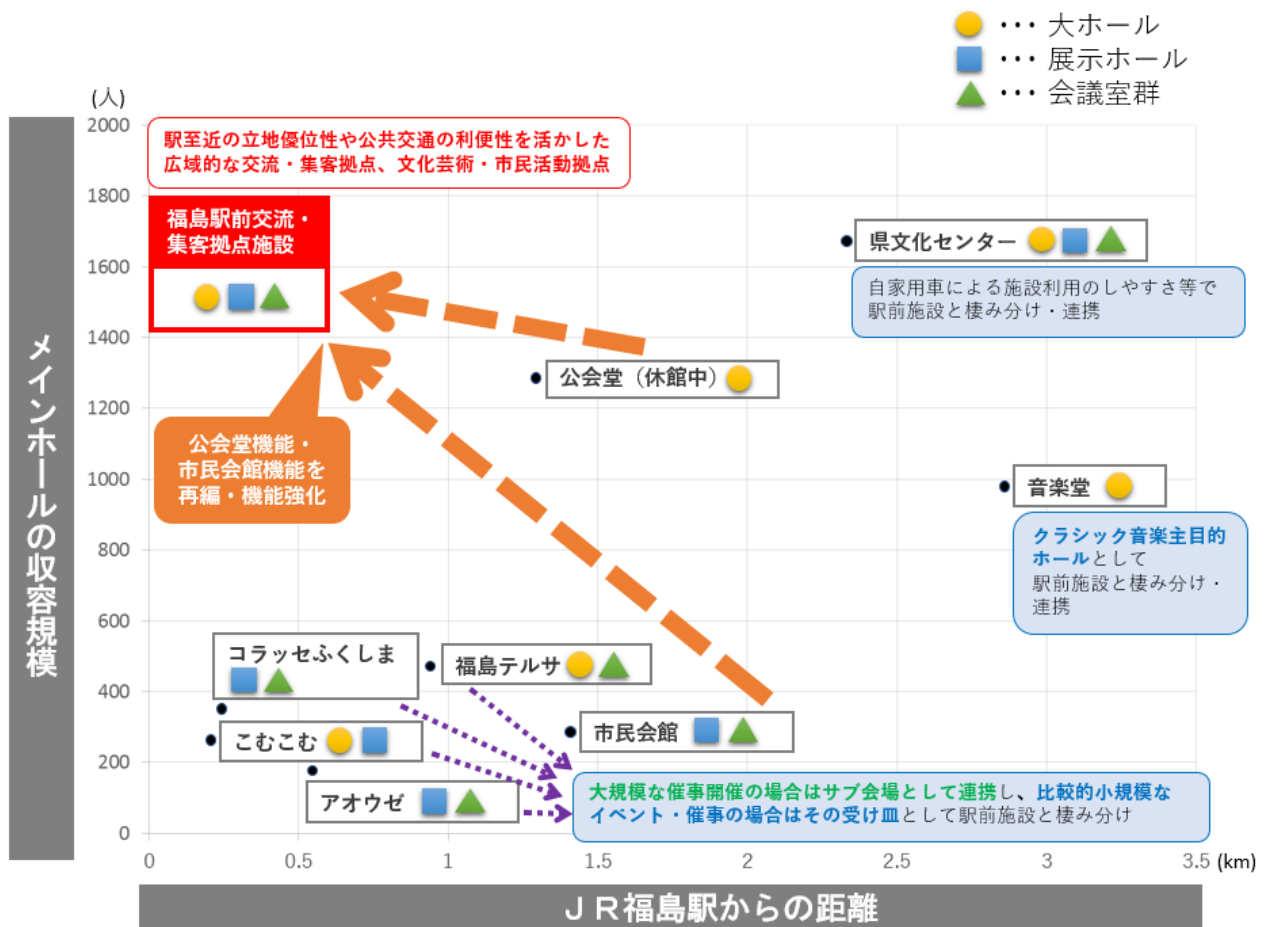 ・・・大ホール
・・・展示ホール
・・・会議室群
(人)
2000
1800
1600
1400
1200
1000
800
600
400
200
0
メインホールの収容規模
駅至近の立地優位性や公共交通の利便性を活かした
広域的な交流・集客拠点、文化芸術・市民活動拠点
福島駅前交流・
集客拠点施設
県文化センター
自家用車による施設利用のしやすさ等で
駅前施設と棲み分け・連携
公会堂（休館中）
公会堂機能・
市民会館機能を
再編・機能強化
音楽堂
クラシック音楽主目的
ホールとして
駅前施設と棲み分け・
連携
コラッセふくしま
福島テルサ
こむこむ
市民会館
アオウゼ
大規模な催事開催の場合はサブ会場として連携し、比較的小規模な
イベント・催事の場合はその受け皿として駅前施設と棲み分け
0 0.5 1 1.5 2 2.5 3 3.5 (km)
ＪＲ福島駅からの距離